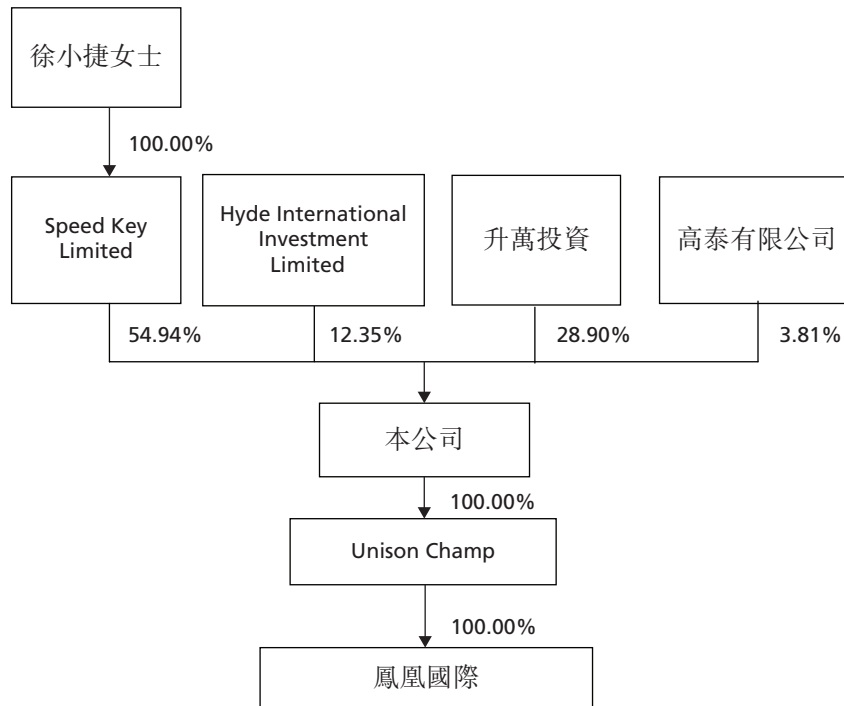 徐小捷女士
100.00%
Speed Key
Limited
Hyde International
Investment
Limited
升萬投資
高泰有限公司
54.94%
12.35%
28.90%
3.81%
本公司
100.00%
Unison Champ
100.00%
鳳凰國際